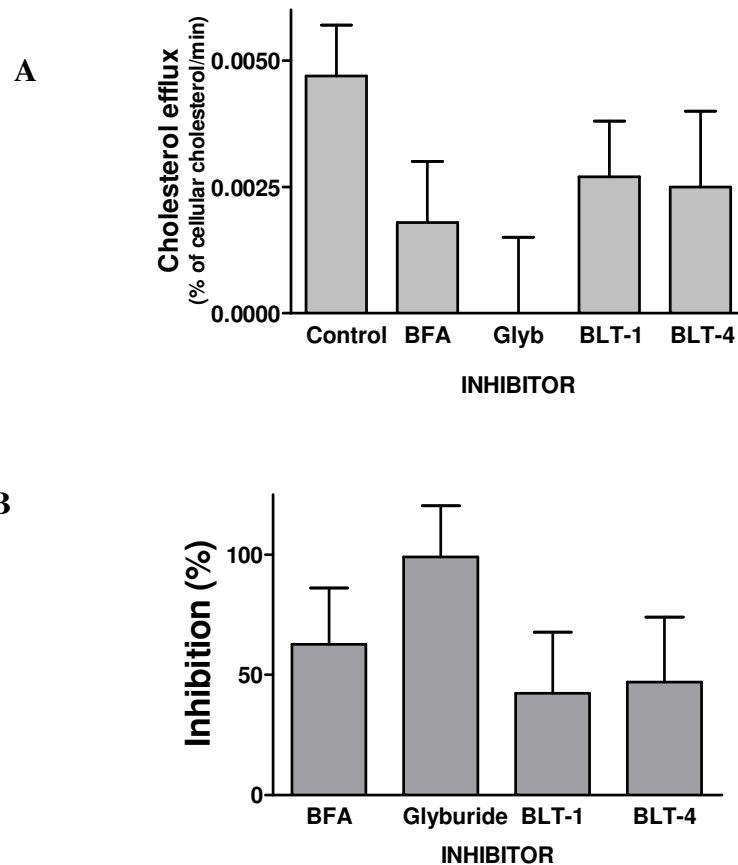 A
Cholesterol efflux
(% of cellular cholesterol/min)
0.0050
0.0025
0.0000
Control BFA Glyb BLT-1 BLT-4
INHIBITOR
B
Inhibition (%)
100
50
0
BFA Glyburide BLT-1 BLT-4
INHIBITOR